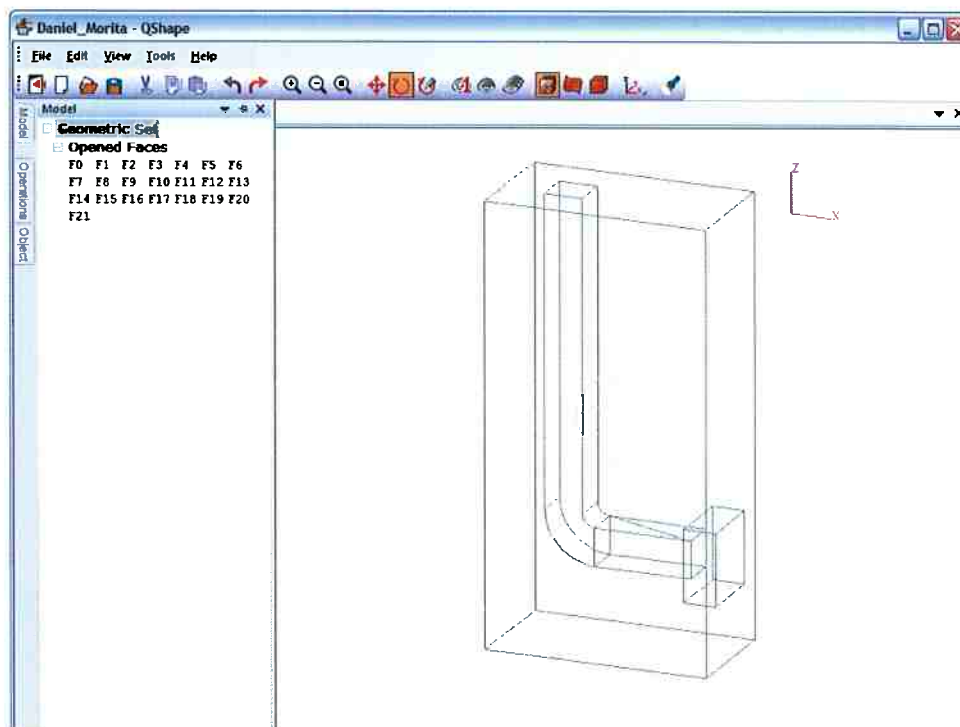 Daniel_Morita - QShape
File Edit View Tools Help
Model
Model
Operations
Object
Geometric Set
Opened Faces
F0 F1 F2 F3 F4 F5 F6
F7 F8 F9 F10 F11 F12 F13
F14 F15 F16 F17 F18 F19 F20
F21
Z
X